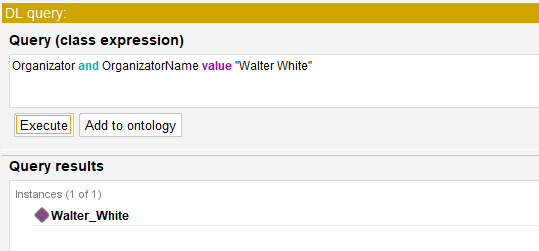 DL query:
Query (class expression)
Organizator and OrganizatorName value "Walter White"
Execute Add to ontology
Query results
Instances (1 of 1)
Walter_White